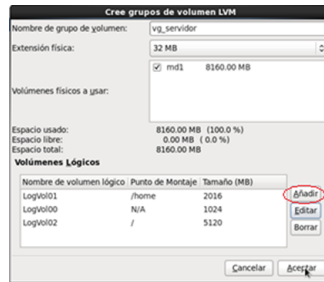 Cree grupos de volumen LVM
Nombre de grupo de volumen: vg_servidor
Extensión física: 32 MB
md1 8160.00 MB
Volúmenes físicos a usar:
Espacio usado: 8160.00 MB (100.0 %)
Espacio libre: 0.00 MB ( 0.0 %)
Espacio total: 8160.00 MB
Volúmenes Lógicos
Nombre de volumen lógico Punto de Montaje Tamaño (MB)
LogVol01 /home 2016
LogVol00 N/A 1024
LogVol02 / 5120
Añadir
Editar
Borrar
Cancelar Aceptar